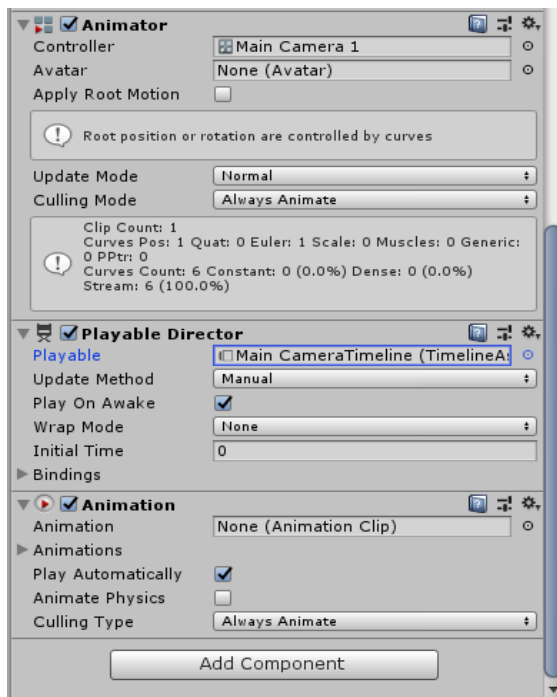 Animator
Controller Main Camera 1
Avatar None (Avatar)
Apply Root Motion
Root position or rotation are controlled by curves
Update Mode Normal
Culling Mode Always Animate
Clip Count: 1
Curves Pos: 1 Quat: 0 Euler: 1 Scale: 0 Muscles: 0 Generic:
0 PPtr: 0
Curves Count: 6 Constant: 0 (0.0%) Dense: 0 (0.0%)
Stream: 6 (100.0%)
Playable Director
Playable Main CameraTimeline (TimelineA
Update Method Manual
Play On Awake
Wrap Mode None
Initial Time 0
Bindings
Animation
Animation None (Animation Clip)
Animations
Play Automatically
Animate Physics
Culling Type Always Animate
Add Component